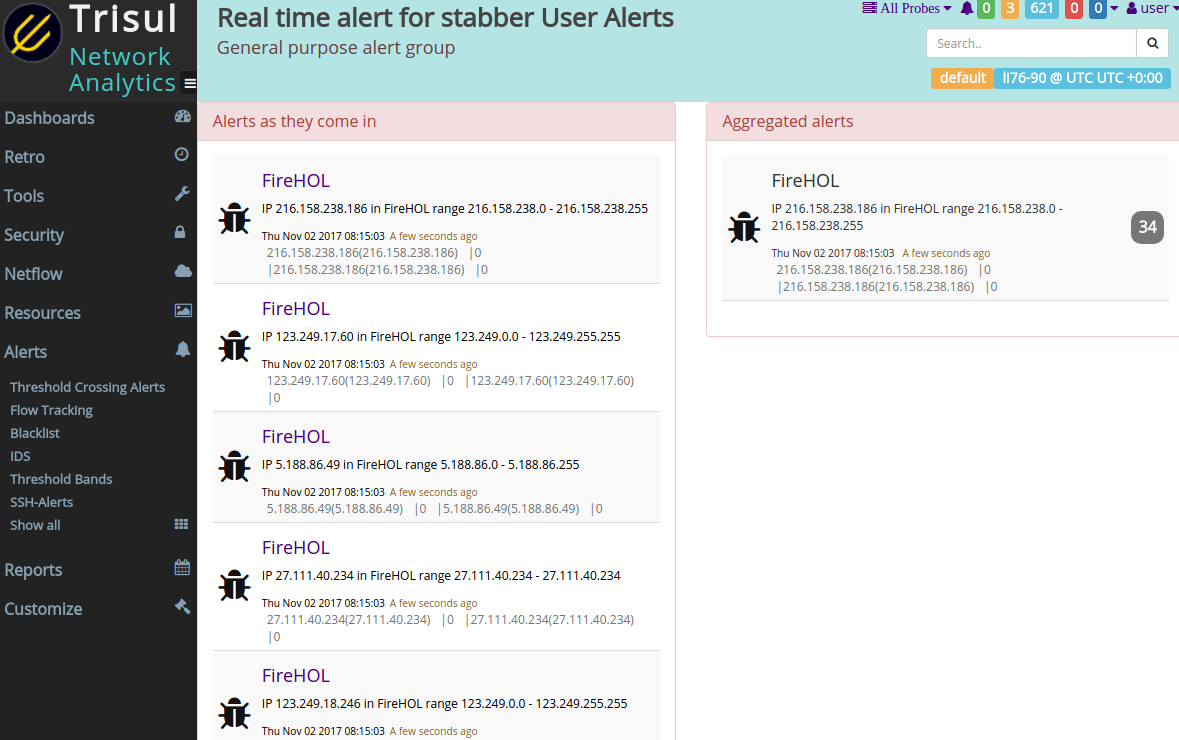 Trisul
Network
Analytics
Real time alert for stabber User Alerts
General purpose alert group
All Probes 0 3 621 0 0 user
Search..
default ll76-90 @ UTC UTC +0:00
Dashboards
Retro
Tools
Security
Netflow
Resources
Alerts
Threshold Crossing Alerts
Flow Tracking
Blacklist
IDS
Threshold Bands
SSH-Alerts
Show all
Reports
Customize
Alerts as they come in
FireHOL
IP 216.158.238.186 in FireHOL range 216.158.238.0 - 216.158.238.255
Thu Nov 02 2017 08:15:03 A few seconds ago
216.158.238.186(216.158.238.186) |0
|216.158.238.186(216.158.238.186) |0
FireHOL
IP 123.249.17.60 in FireHOL range 123.249.0.0 - 123.249.255.255
Thu Nov 02 2017 08:15:03 A few seconds ago
123.249.17.60(123.249.17.60) |0 |123.249.17.60(123.249.17.60)
|0
FireHOL
IP 5.188.86.49 in FireHOL range 5.188.86.0 - 5.188.86.255
Thu Nov 02 2017 08:15:03 A few seconds ago
5.188.86.49(5.188.86.49) |0 |5.188.86.49(5.188.86.49) |0
FireHOL
IP 27.111.40.234 in FireHOL range 27.111.40.234 - 27.111.40.234
Thu Nov 02 2017 08:15:03 A few seconds ago
27.111.40.234(27.111.40.234) |0 |27.111.40.234(27.111.40.234)
|0
FireHOL
IP 123.249.18.246 in FireHOL range 123.249.0.0 - 123.249.255.255
Thu Nov 02 2017 08:15:03 A few seconds ago
Aggregated alerts
FireHOL
IP 216.158.238.186 in FireHOL range 216.158.238.0 -
216.158.238.255
34
Thu Nov 02 2017 08:15:03 A few seconds ago
216.158.238.186(216.158.238.186) |0
|216.158.238.186(216.158.238.186) |0